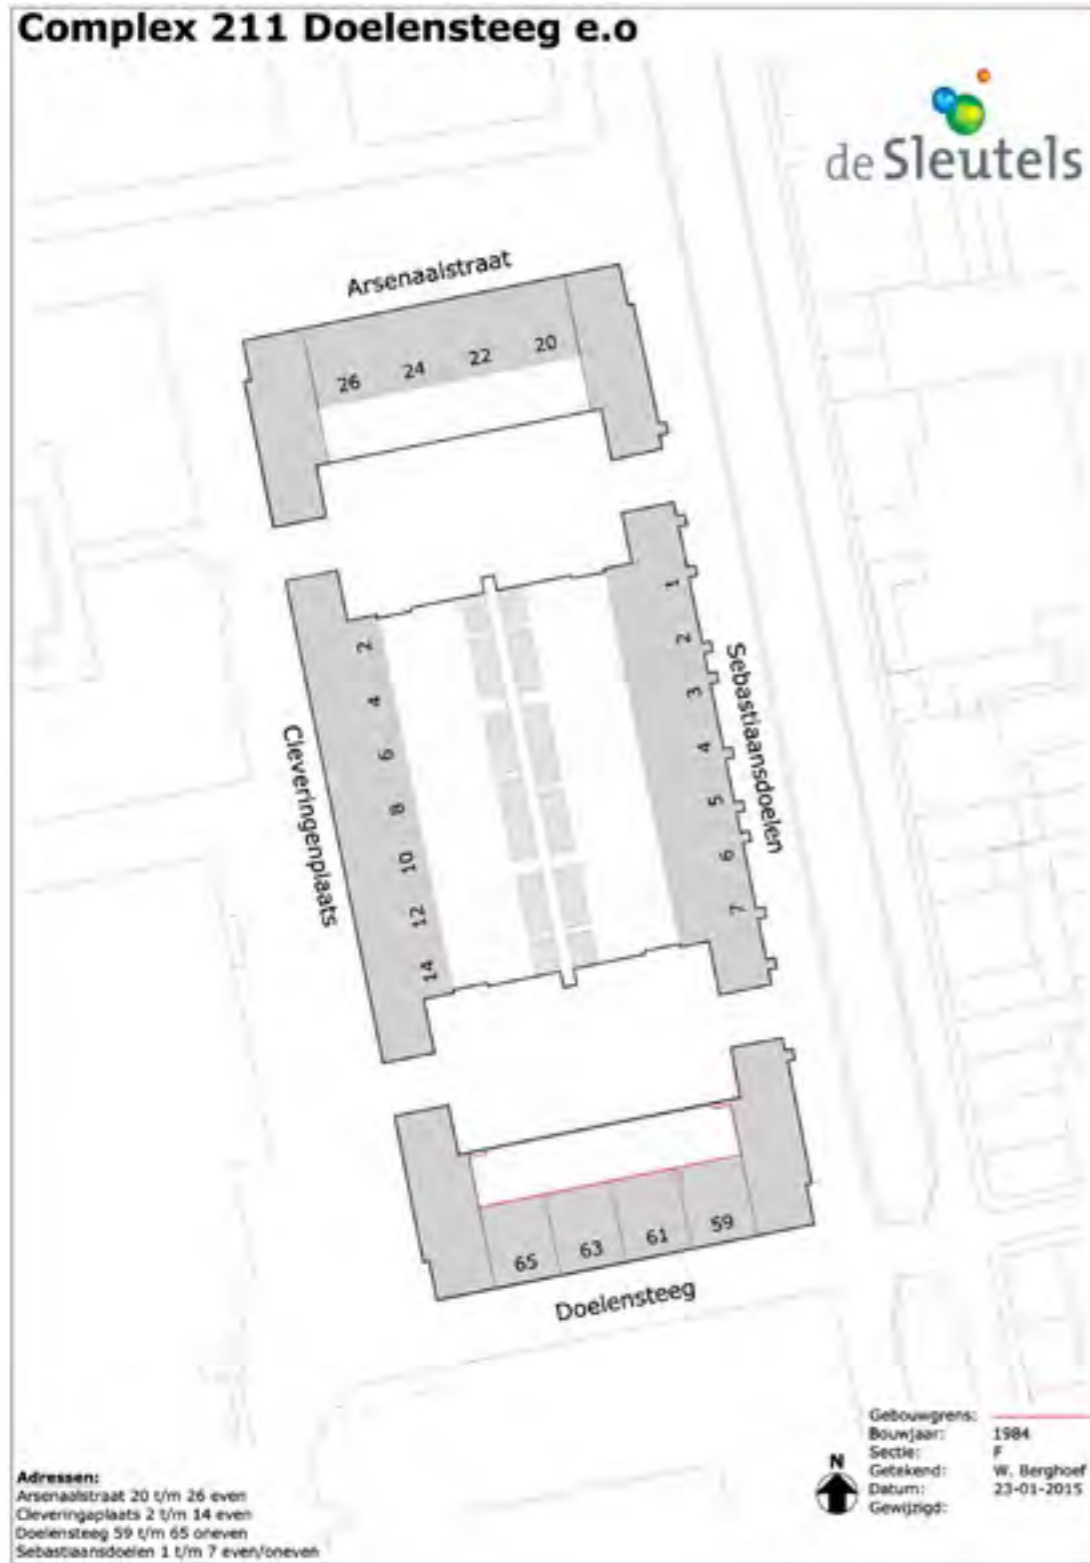 Complex 211 Doelensteeg e.o
de Sleutels
Arsenaalstraat
26 24 22 20
1
2
3
4
5
6
7
Sebastiaansdoelen
2
4
6
8
10
12
14
Cleveringenplaats
65 63 61 59
Doelensteeg
Adressen:
Arsenaalstraat 20 t/m 26 even
Cleveringaplaats 2 t/m 14 even
Doelensteeg 59 t/m 65 oneven
Sebastiaansdoelen 1 t/m 7 even/oneven
N
Gebouwgrens:
Bouwjaar: 1984
Sectie: F
Getekend: W. Berghoef
Datum: 23-01-2015
Gewijzigd: